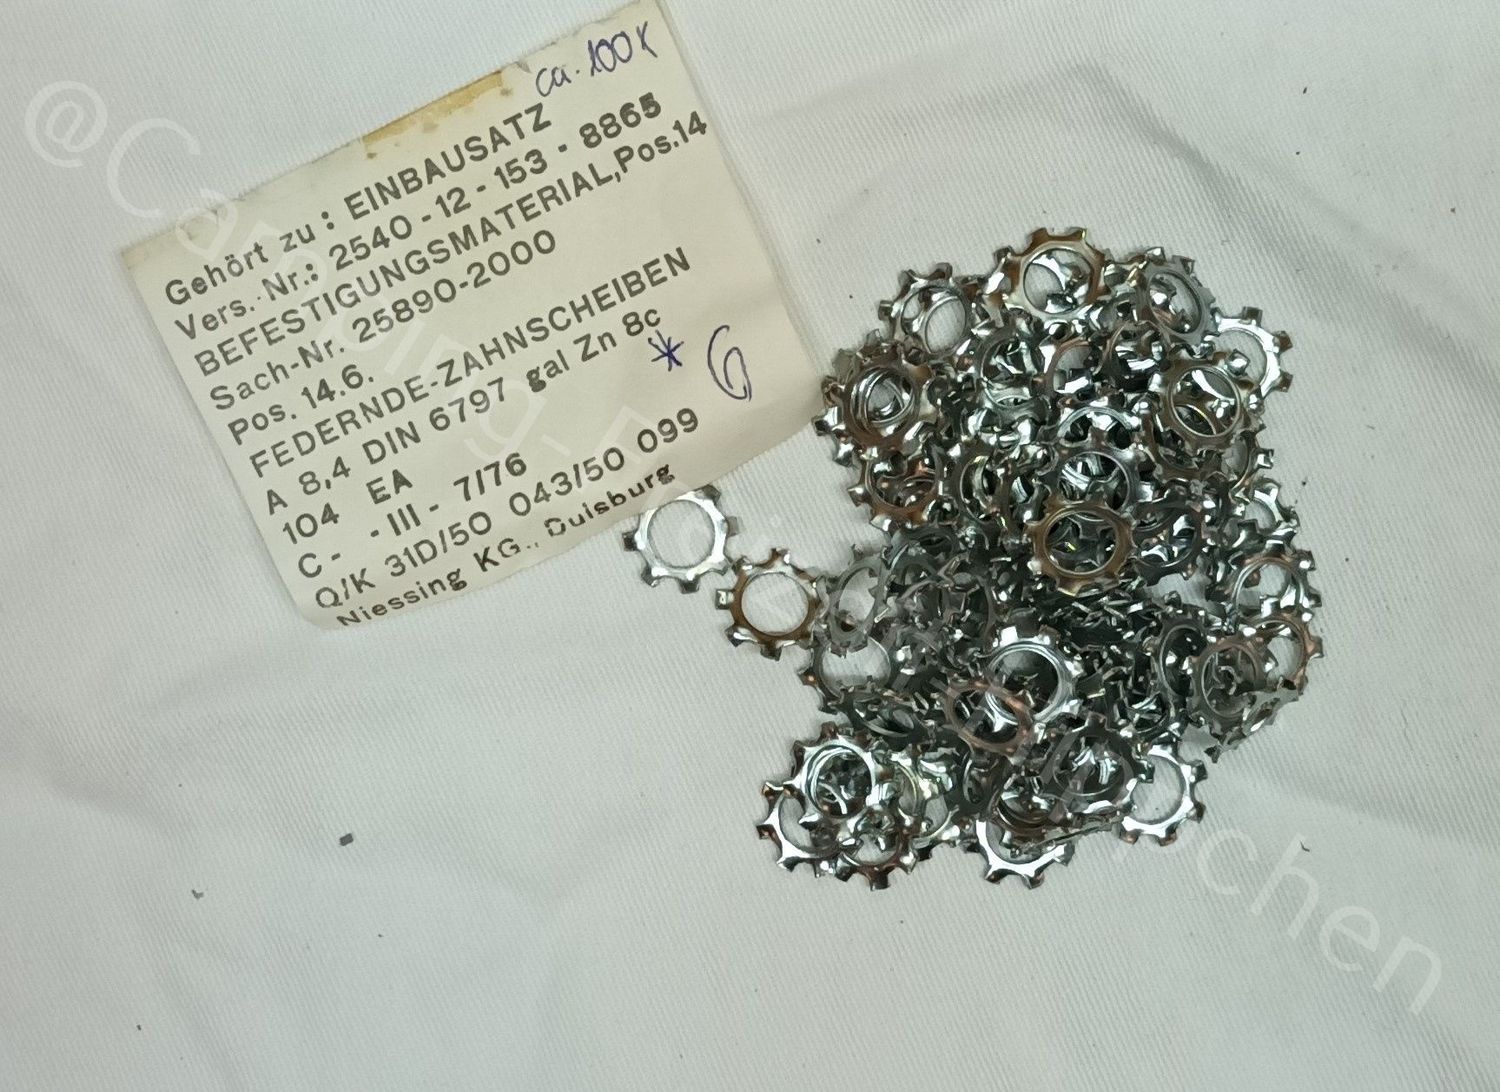 ca. 100x
Gehört zu: EINBAUSATZ
Vers.-Nr.: 2540-12-153-8865
BEFESTIGUNGSMATERIAL,Pos.14
Sach-Nr. 25890-2000
Pos. 14.6.
FEDERNDE-ZAHNSCHEIBEN
A 8,4 DIN 6797 gal Zn 8c
* 6
104 EA
C- -III- 7/76
Q/K 31D/50 043/50 099
Niessing KG., Duisburg